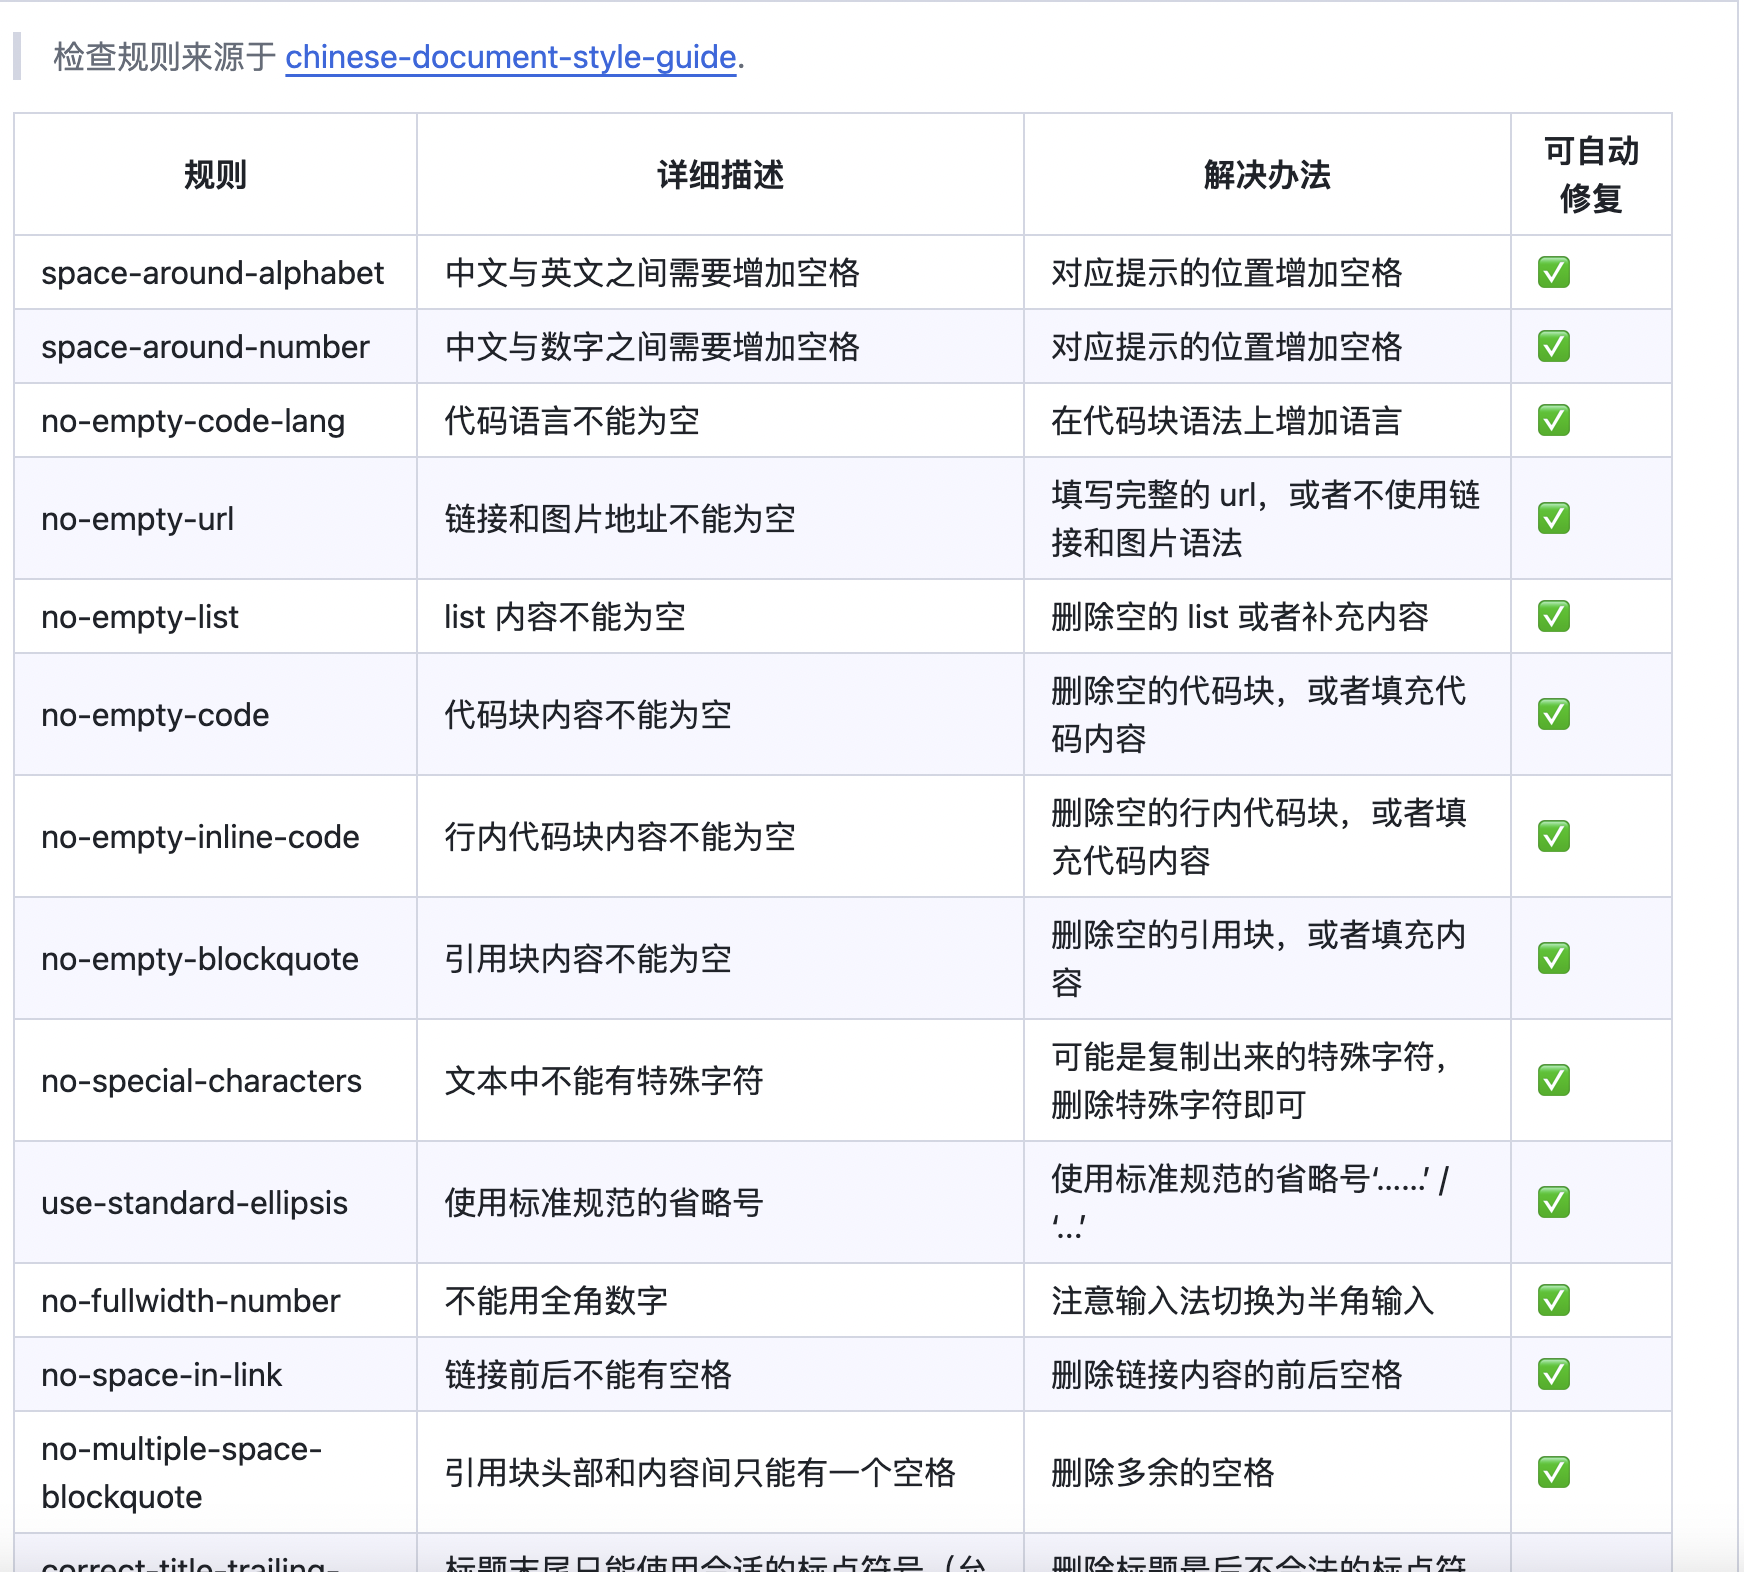 检查规则来源于 chinese-document-style-guide.
规则 详细描述 解决办法 可自动
修复
space-around-alphabet 中文与英文之间需要增加空格 对应提示的位置增加空格 ✅
space-around-number 中文与数字之间需要增加空格 对应提示的位置增加空格 ✅
no-empty-code-lang 代码语言不能为空 在代码块语法上增加语言 ✅
no-empty-url 链接和图片地址不能为空 填写完整的 url，或者不使用链
接和图片语法 ✅
no-empty-list list 内容不能为空 删除空的 list 或者补充内容 ✅
no-empty-code 代码块内容不能为空 删除空的代码块，或者填充代
码内容 ✅
no-empty-inline-code 行内代码块内容不能为空 删除空的行内代码块，或者填
充代码内容 ✅
no-empty-blockquote 引用块内容不能为空 删除空的引用块，或者填充内
容 ✅
no-special-characters 文本中不能有特殊字符 可能是复制出来的特殊字符，
删除特殊字符即可 ✅
use-standard-ellipsis 使用标准规范的省略号 使用标准规范的省略号‘……’ /
‘...’ ✅
no-fullwidth-number 不能用全角数字 注意输入法切换为半角输入 ✅
no-space-in-link 链接前后不能有空格 删除链接内容的前后空格 ✅
no-multiple-space-
blockquote 引用块头部和内容间只能有一个空格 删除多余的空格 ✅
correct-title-trailing- 标题末尾只能使用合适的标点符号（允 删除标题最后不合法的标点符